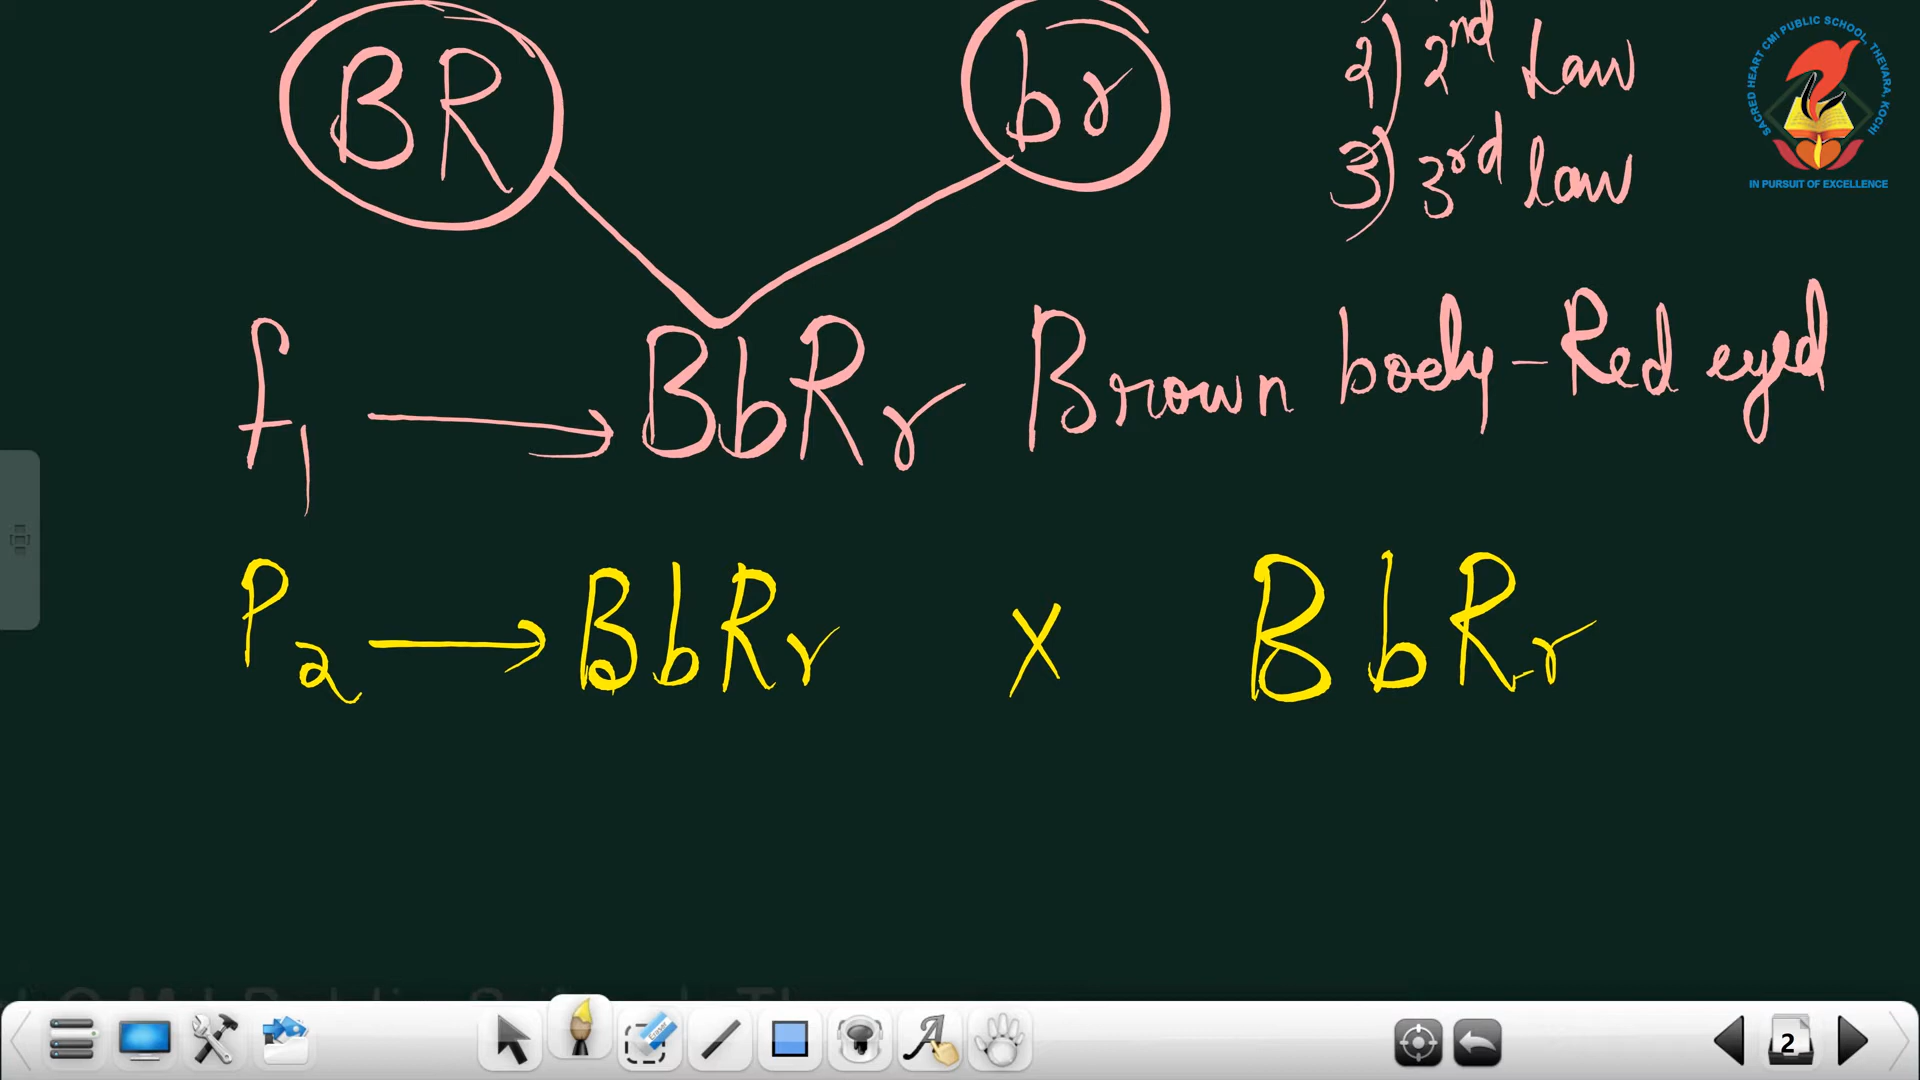 BR
br
2) 2nd Law
3) 3rd law
f1 → BbRr Brown body - Red eyed
P2 → BbRr x BbRr
SACRED HEART CMI PUBLIC SCHOOL, THEVARA, KOCHI
IN PURSUIT OF EXCELLENCE
Eraser
A
2